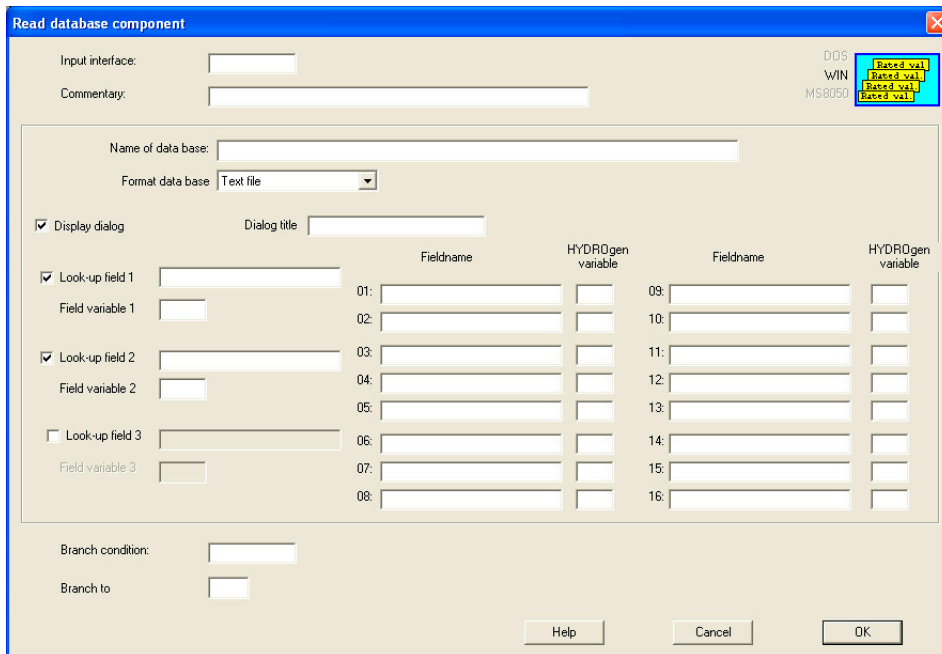 Read database component
Input interface:
DOS
WIN
MS8050
Rated val
Rated val.
Rated val.
Rated val.
Commentary:
Name of data base:
Format data base Text file
Display dialog Dialog title
Fieldname HYDROgen variable Fieldname HYDROgen variable
Look-up field 1
01: 09:
Field variable 1
02: 10:
Look-up field 2
03: 11:
Field variable 2
04: 12:
05: 13:
Look-up field 3
06: 14:
Field variable 3
07: 15:
08: 16:
Branch condition:
Branch to
Help Cancel OK